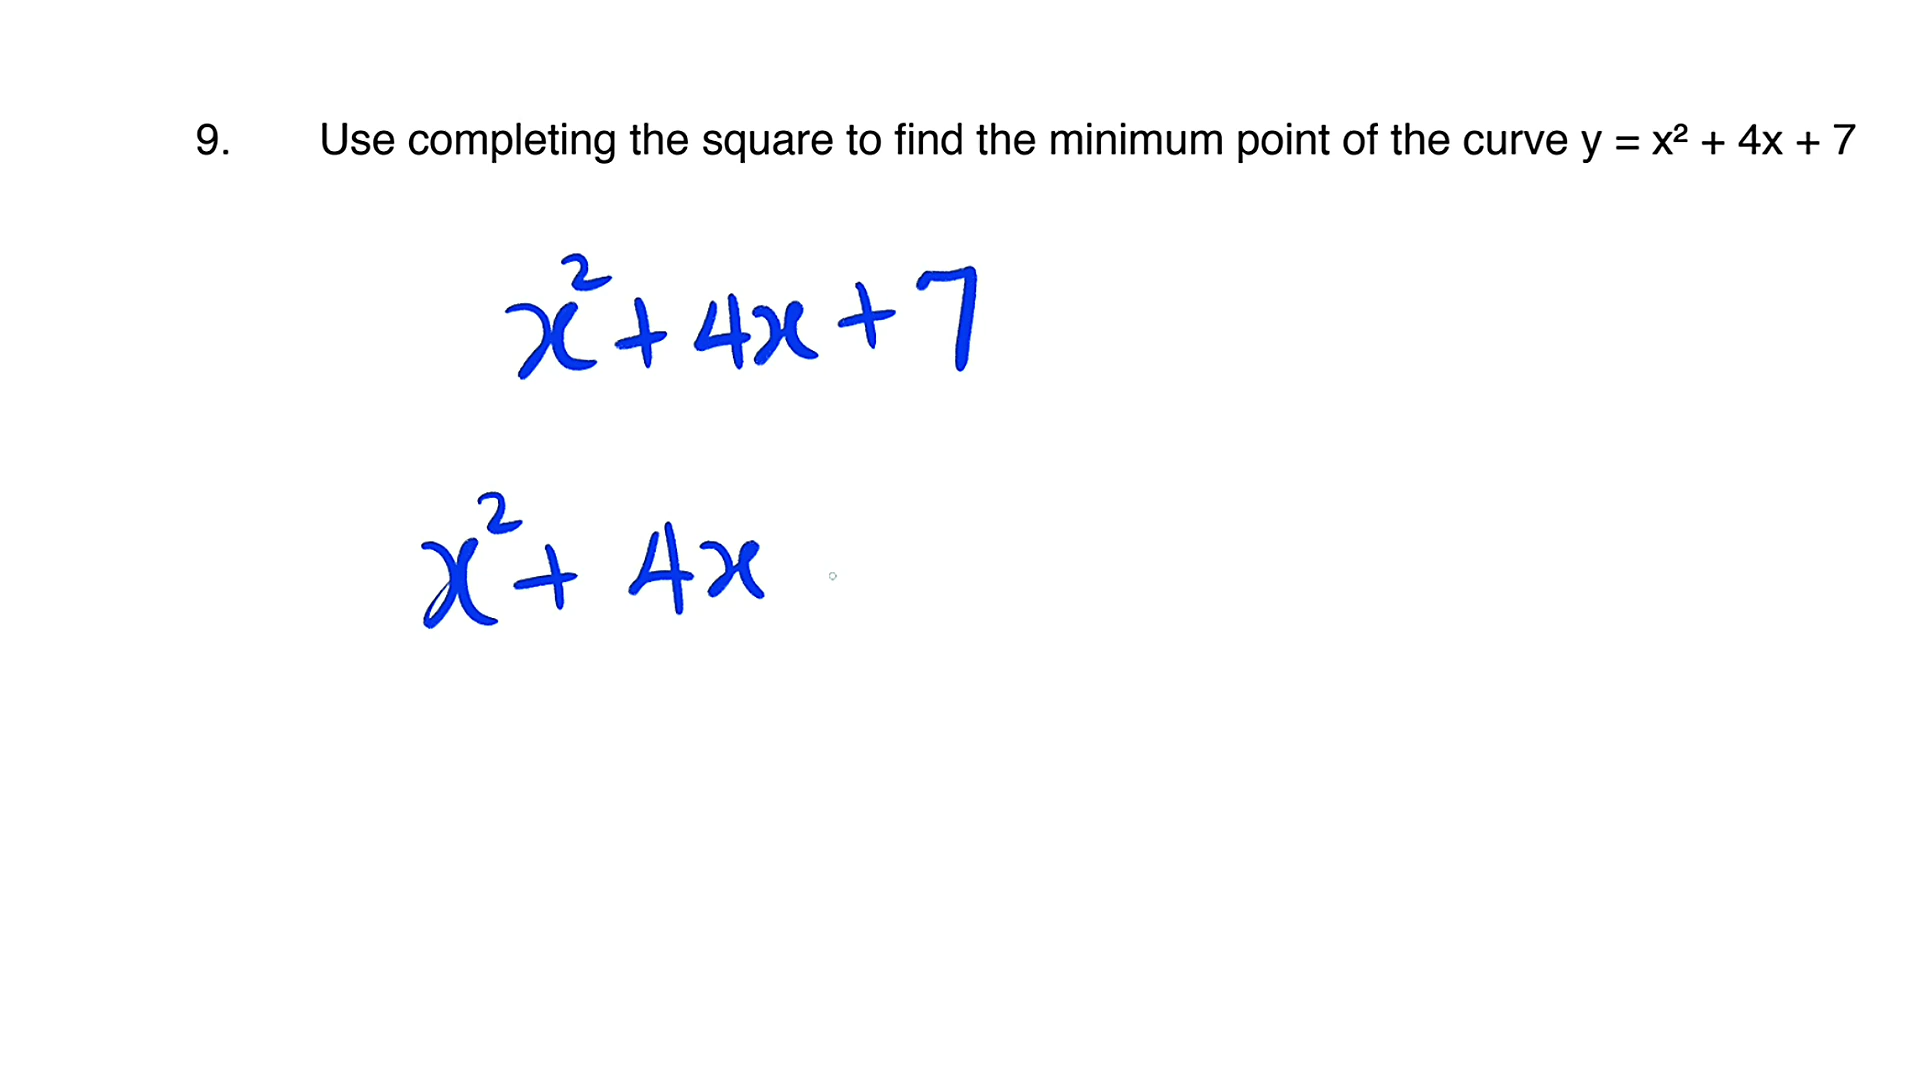 9. Use completing the square to find the minimum point of the curve y = x² + 4x + 7
x² + 4x + 7
x² + 4x